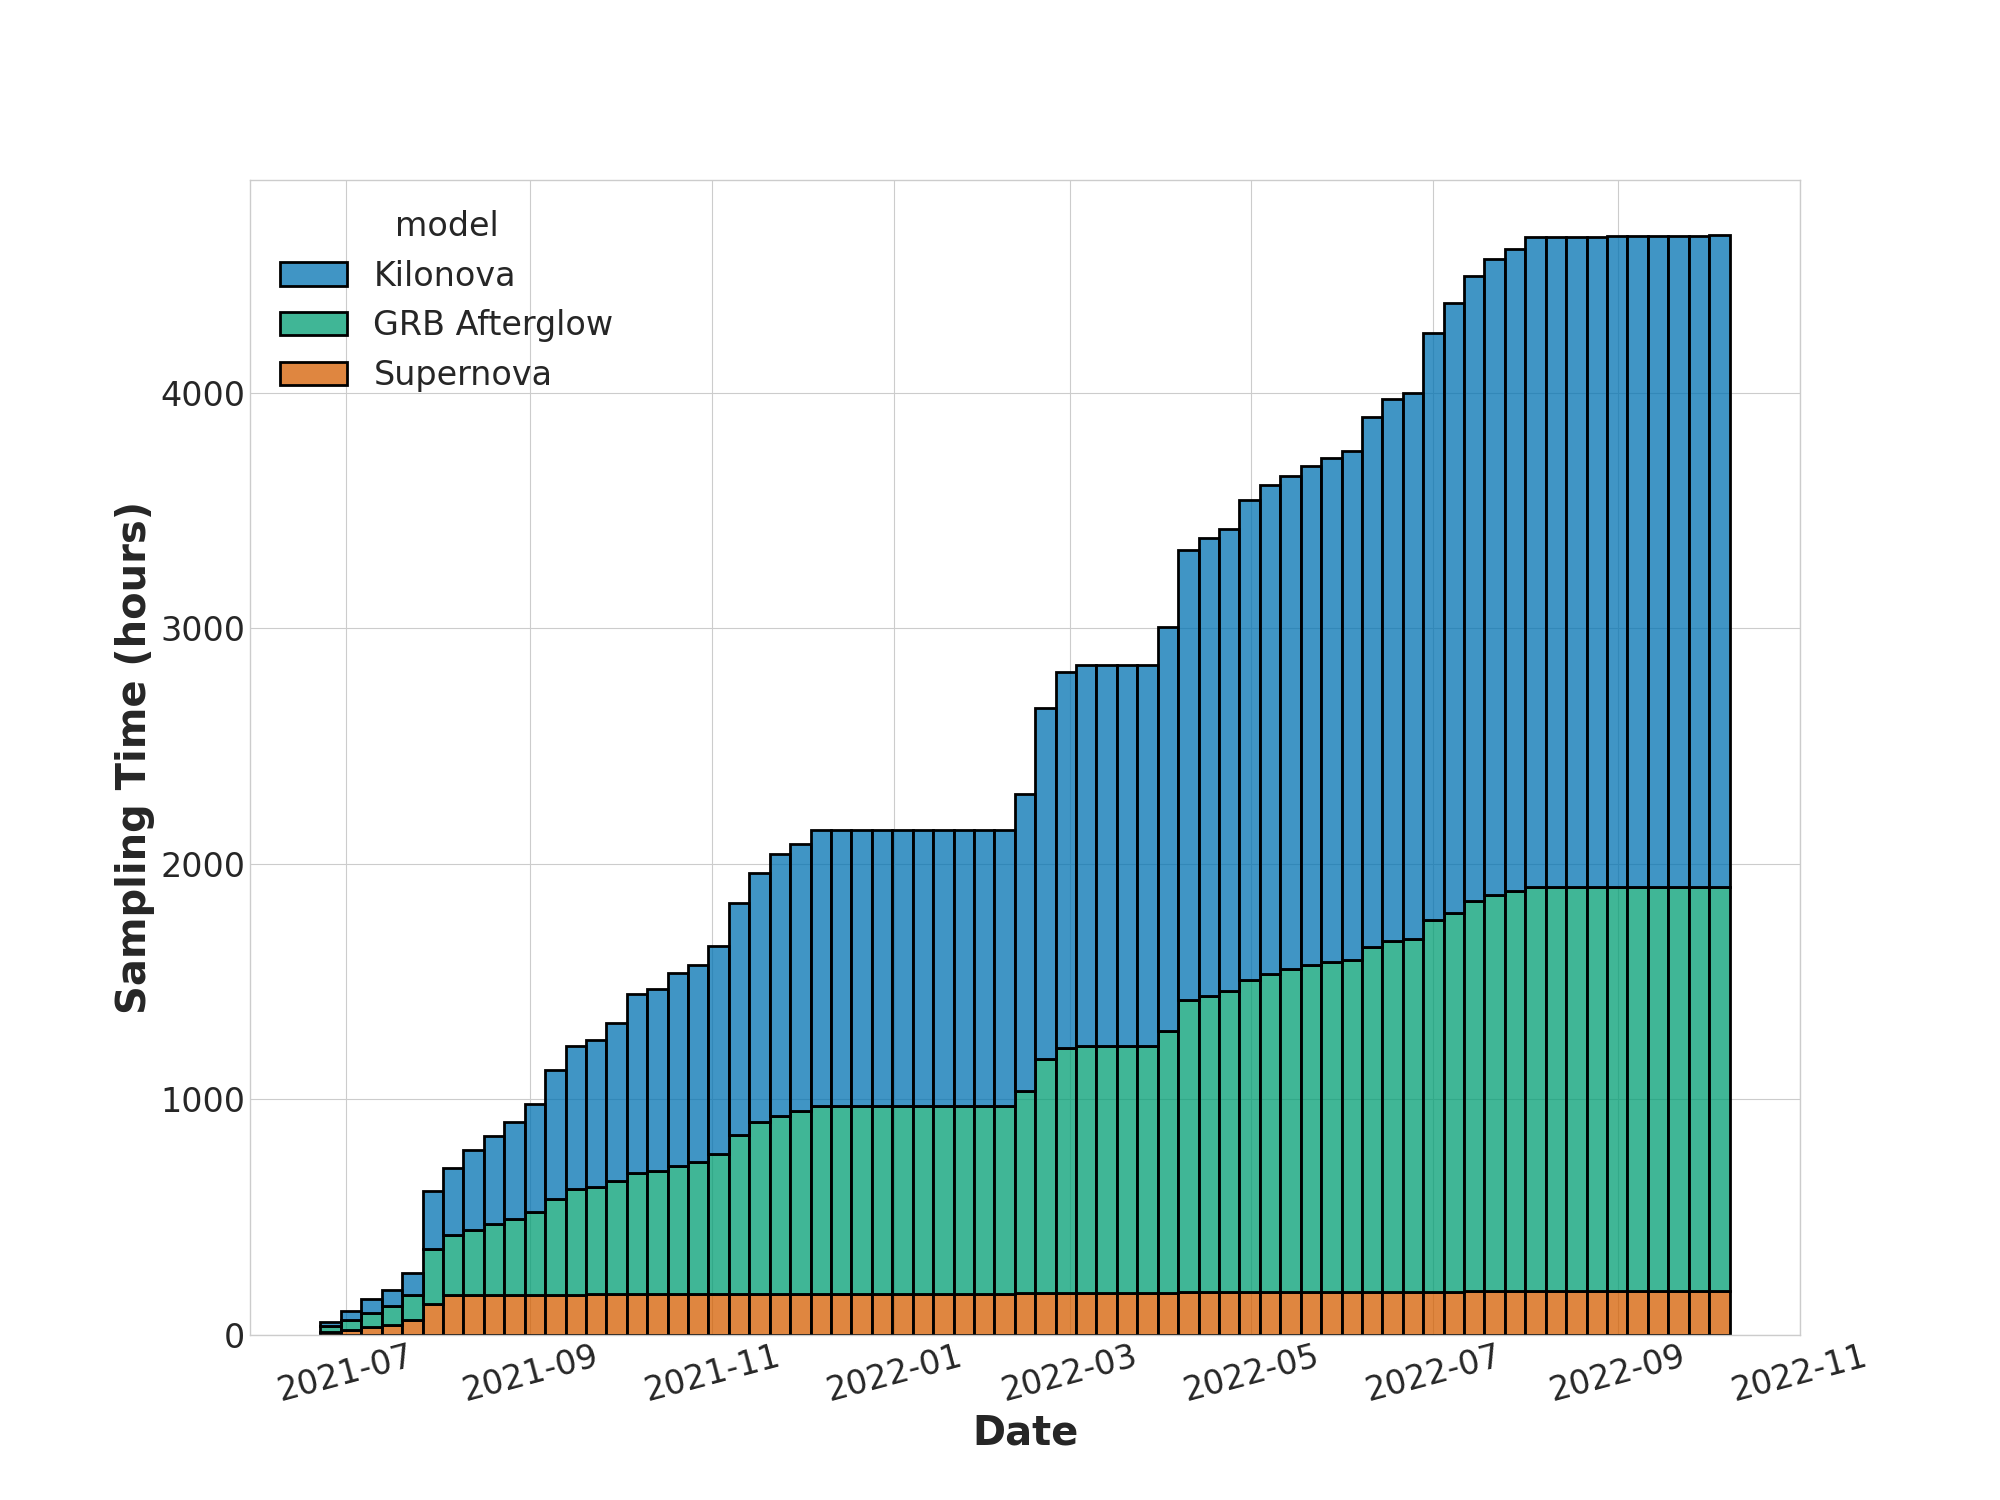 model
Kilonova
GRB Afterglow
Supernova
Sampling Time (hours)
4000
3000
2000
1000
0
2021-07
2021-09
2021-11
2022-01
2022-03
2022-05
2022-07
2022-09
2022-11
Date